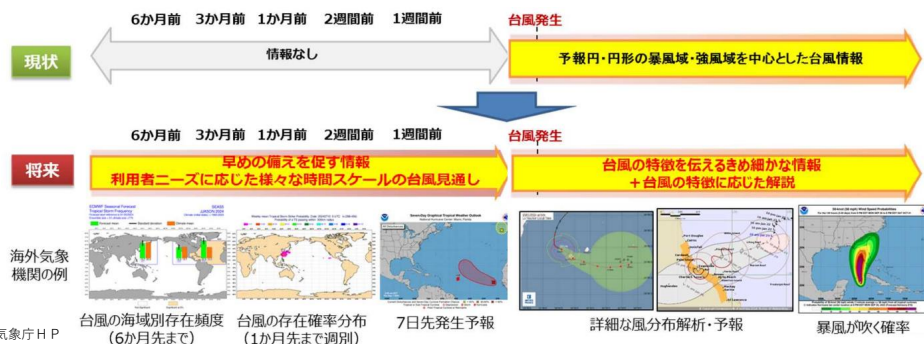 6か月前 3か月前 1か月前 2週間前 1週間前 台風発生
現状
情報なし
予報円・円形の暴風域・強風域を中心とした台風情報
6か月前 3か月前 1か月前 2週間前 1週間前 台風発生
将来
早めの備えを促す情報
利用者ニーズに応じた様々な時間スケールの台風見通し
台風の特徴を伝えるきめ細かな情報
+台風の特徴に応じた解説
海外気象
機関の例
台風の海域別存在頻度
(6か月先まで)
台風の存在確率分布
(1か月先まで週別)
7日先発生予報
詳細な風分布解析・予報
暴風が吹く確率
気象庁HP